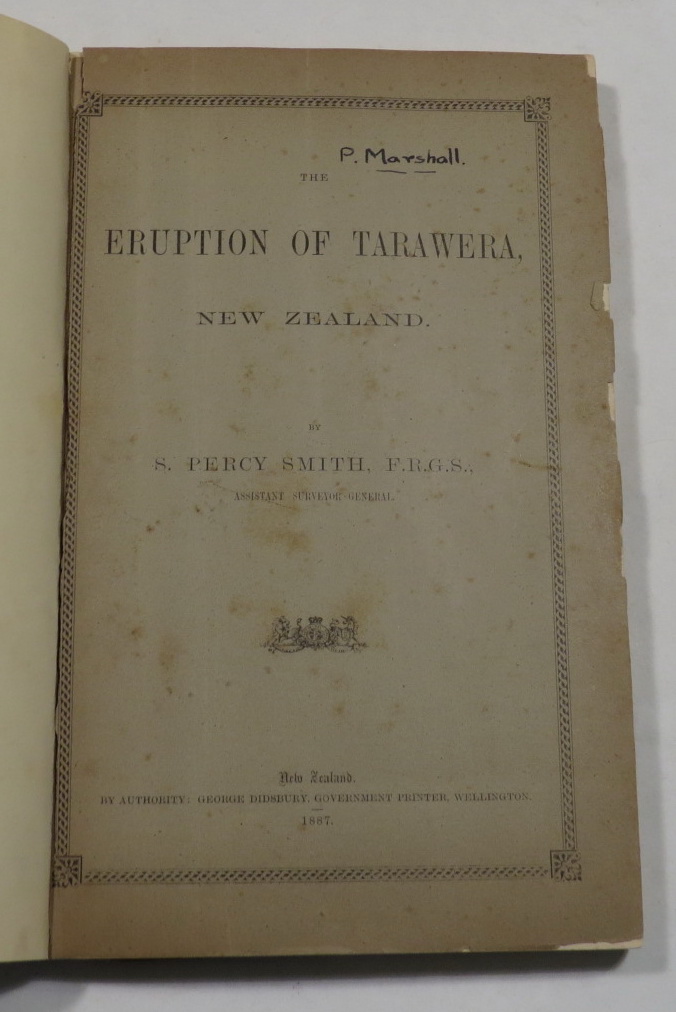 P. Marshall.
THE
ERUPTION OF TARAWERA,
NEW ZEALAND.
BY
S. PERCY SMITH, F.R.G.S.,
ASSISTANT SURVEYOR GENERAL.
New Zealand.
BY AUTHORITY: GEORGE DIDSBURY, GOVERNMENT PRINTER, WELLINGTON.
1887.